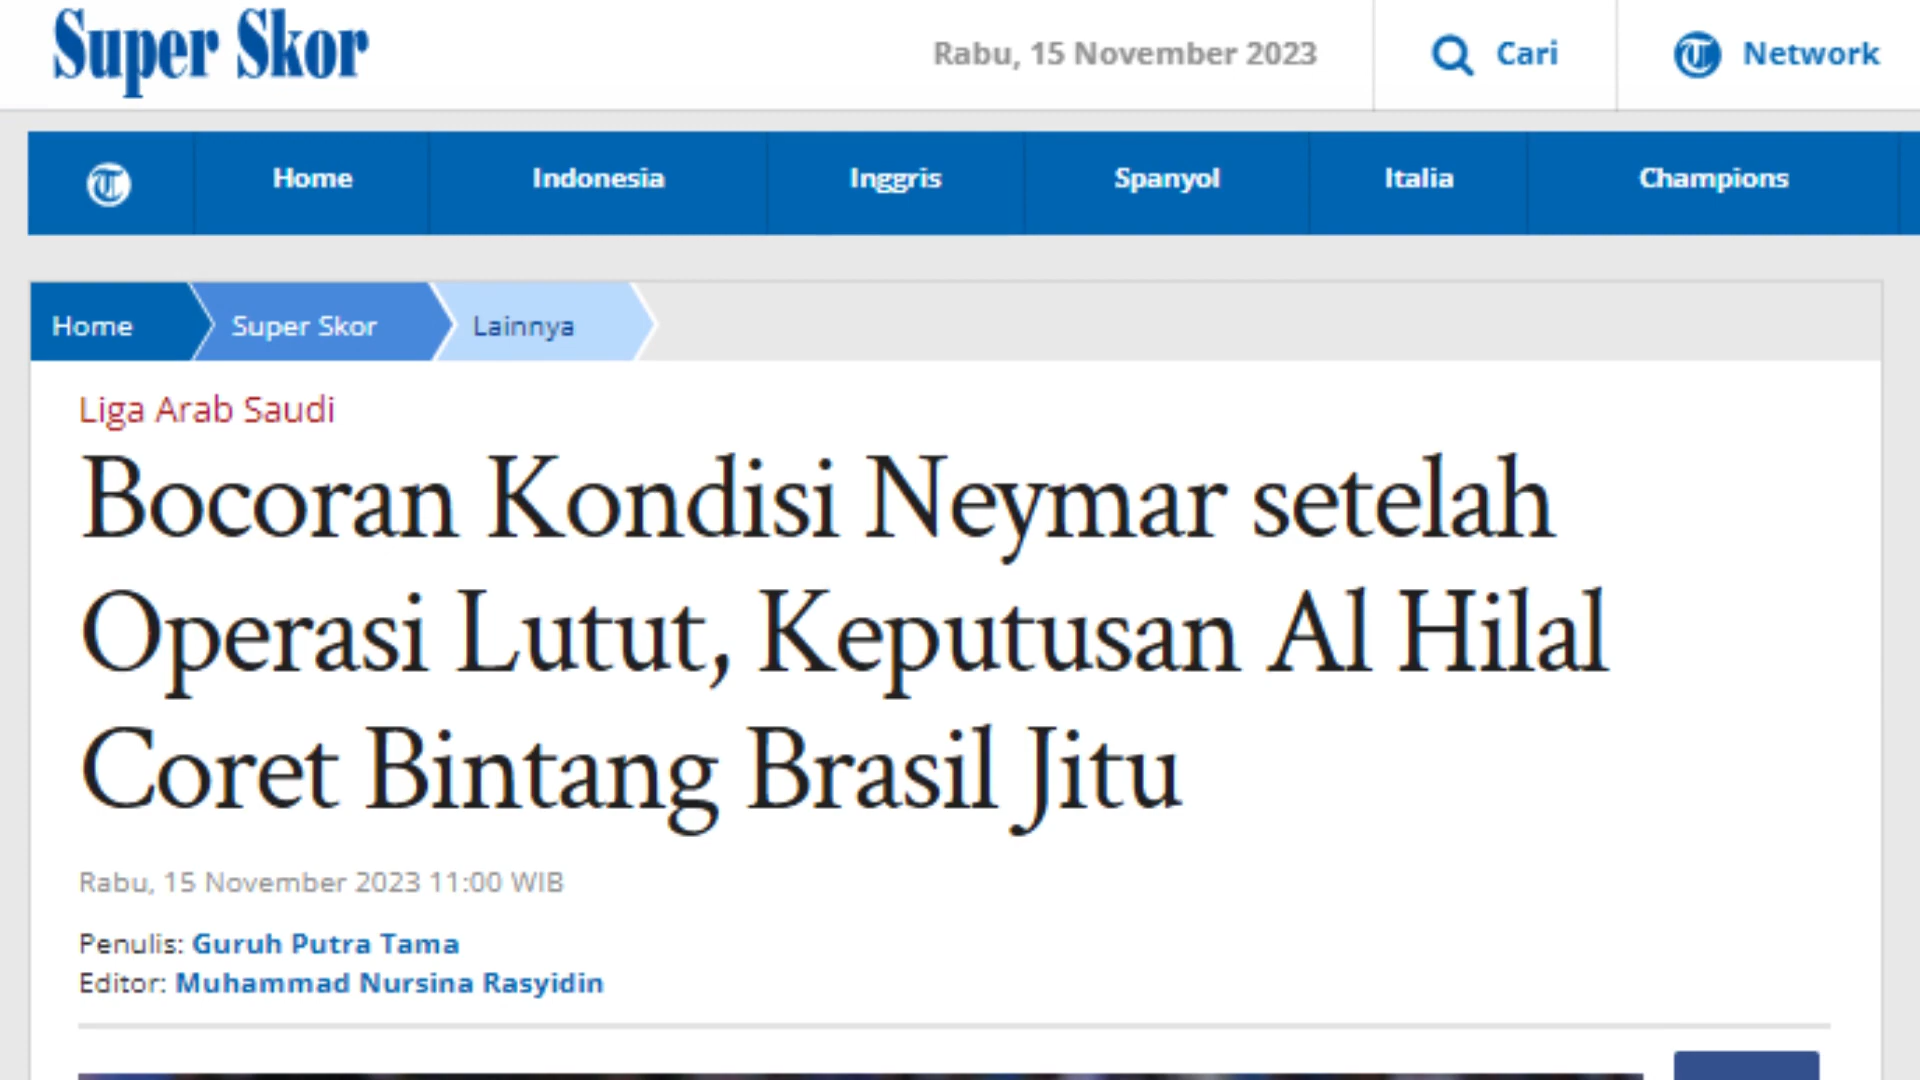 Super Skor
Rabu, 15 November 2023
Cari
Network
Home
Indonesia
Inggris
Spanyol
Italia
Champions
Home
Super Skor
Lainnya
Liga Arab Saudi
Bocoran Kondisi Neymar setelah
Operasi Lutut, Keputusan Al Hilal
Coret Bintang Brasil Jitu
Rabu, 15 November 2023 11:00 WIB
Penulis: Guruh Putra Tama
Editor: Muhammad Nursina Rasyidin